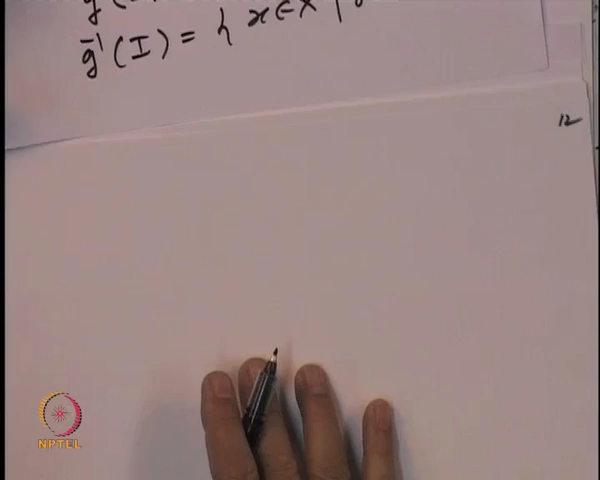 g⁻¹(I) = { x∈X |
12
NPTEL